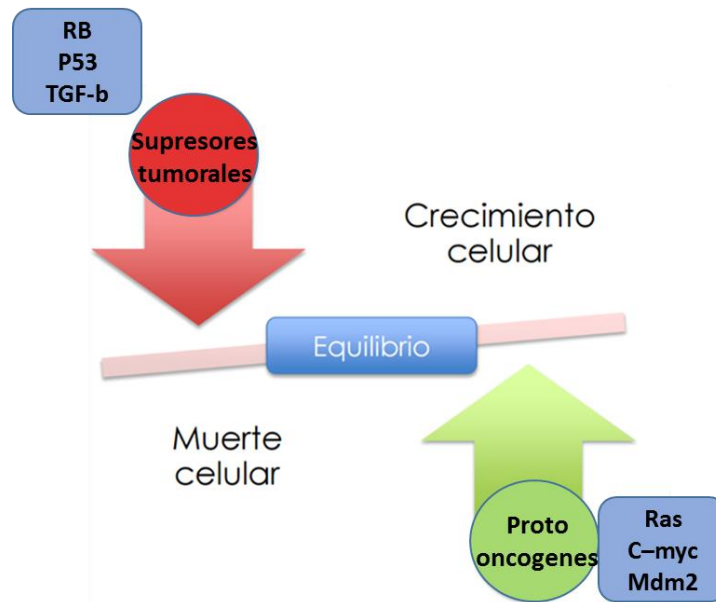 RB
P53
TGF-b
Supresores
tumorales
Crecimiento
celular
Equilibrio
Muerte
celular
Proto
oncogenes
Ras
C–myc
Mdm2